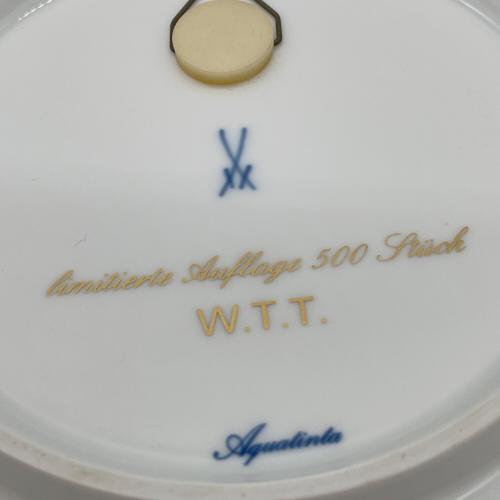 limitierte Auflage 500 Stück
W.T.T.
Aquatinta